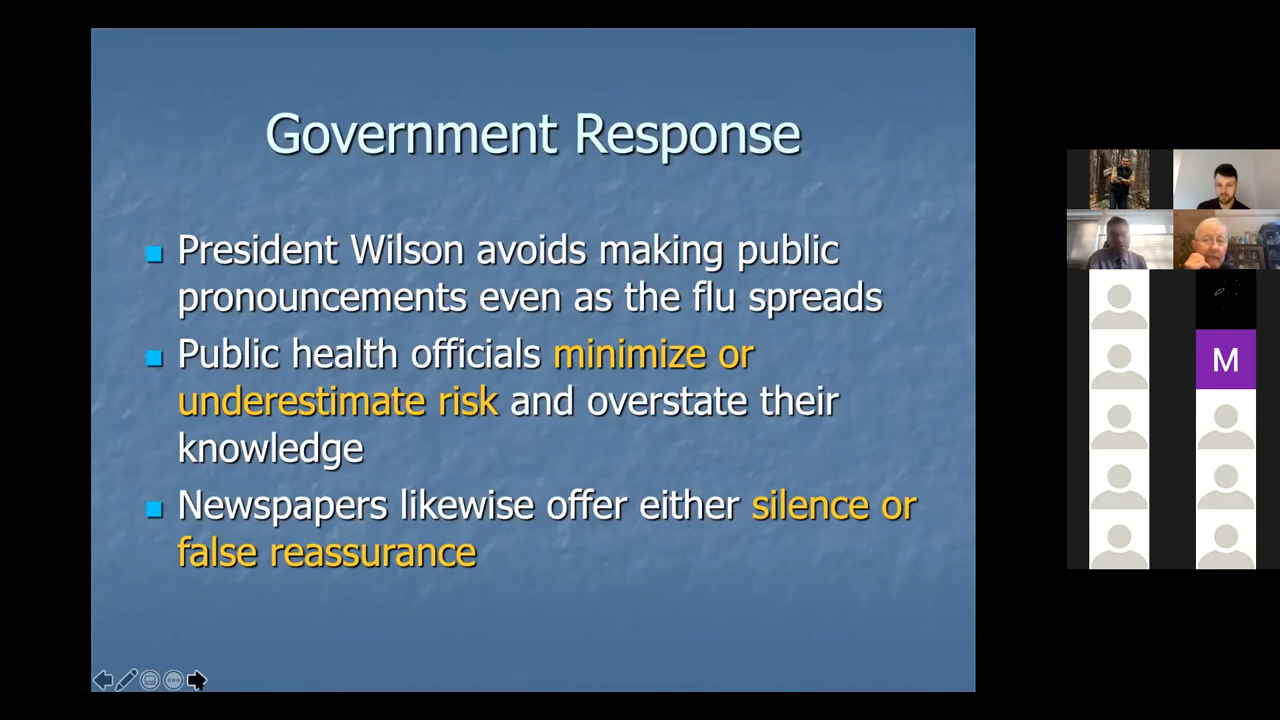 Government Response
President Wilson avoids making public
pronouncements even as the flu spreads
Public health officials minimize or
underestimate risk and overstate their
knowledge
Newspapers likewise offer either silence or
false reassurance
M